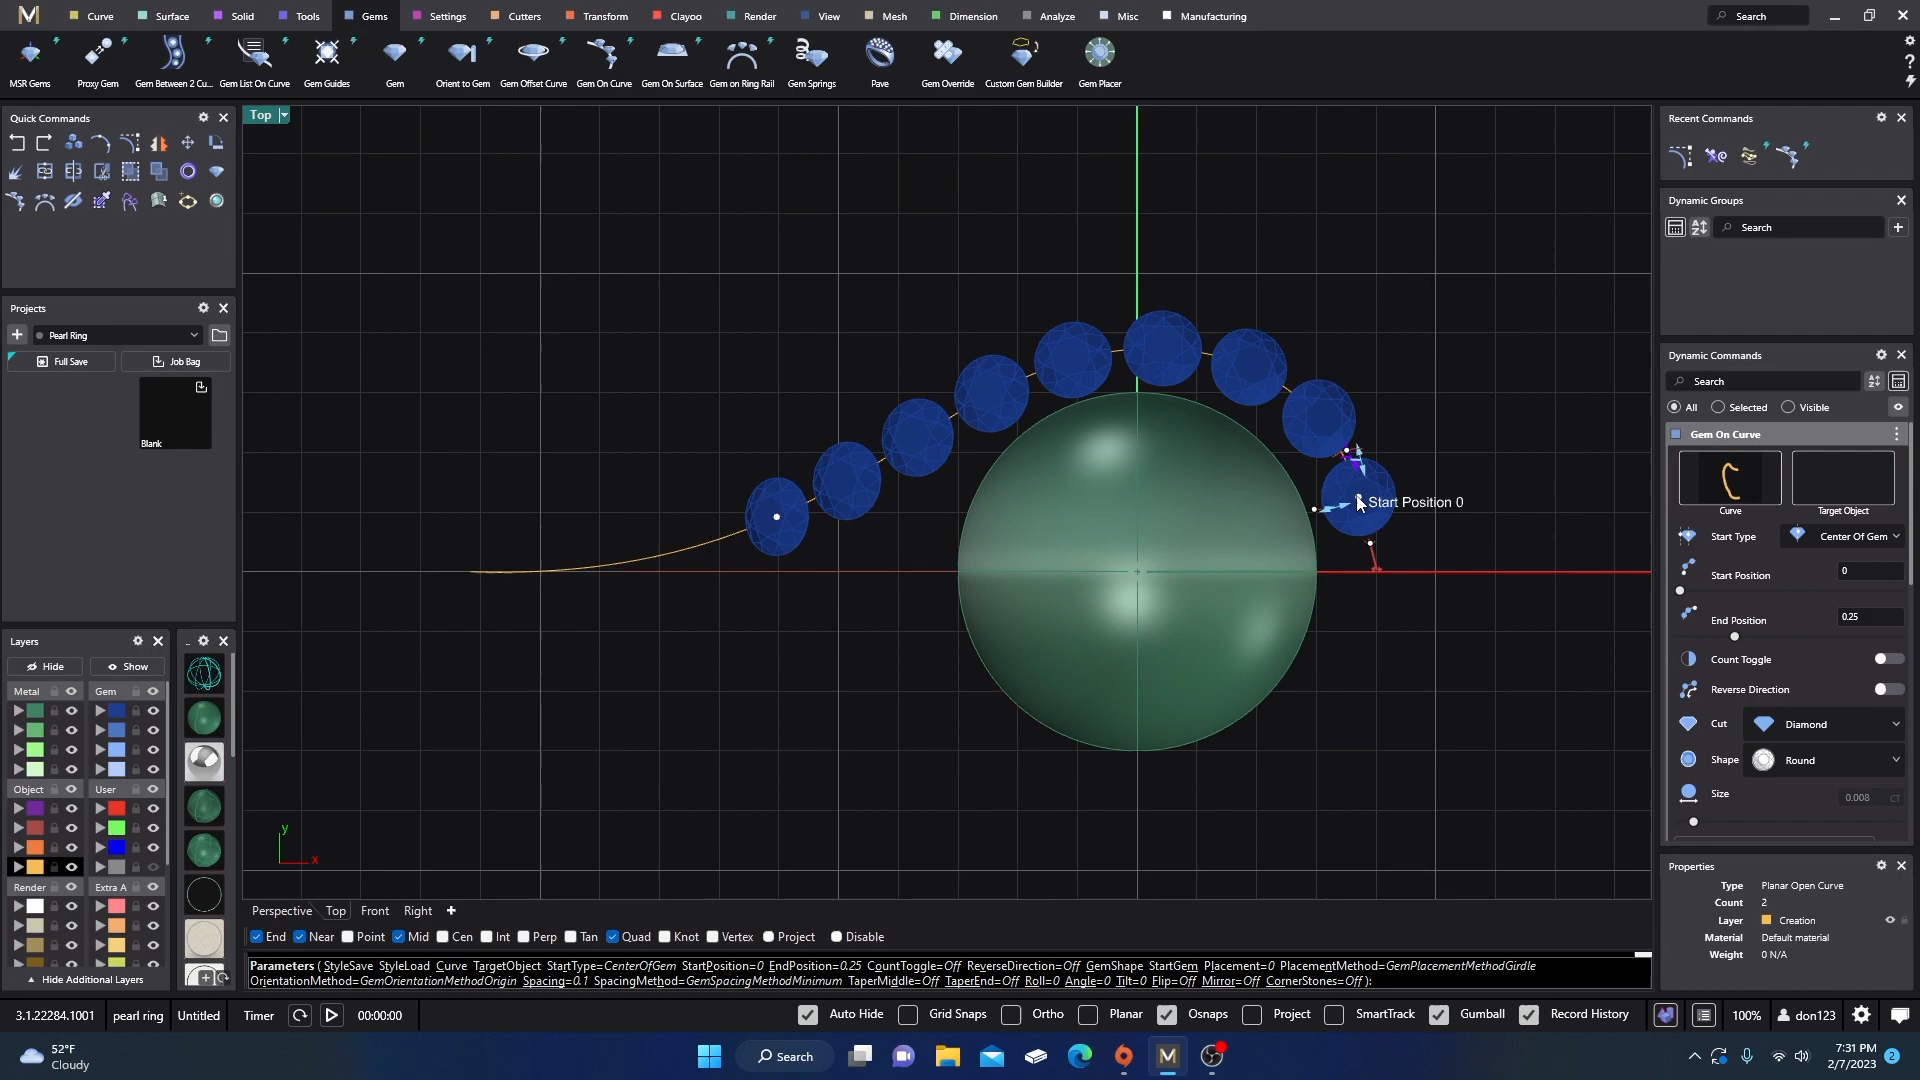 Curve Surface Solid Tools Gems Settings Cutters Transform Clayoo Render View Mesh Dimension Analyze Misc Manufacturing Search
MSR Gems Proxy Gem Gem Between 2 Cu... Gem List On Curve Gem Guides Gem Orient to Gem Gem Offset Curve Gem On Curve Gem On Surface Gem on Ring Rail Gem Springs Pave Gem Override Custom Gem Builder Gem Placer
Quick Commands
Projects
Pearl Ring
Full Save Job Bag
Blank
Layers
Hide Show
Metal Gem
Object User
Render Extra A
Hide Additional Layers
Top
Start Position 0
y
x
Perspective Top Front Right
End Near Point Mid Cen Int Perp Tan Quad Knot Vertex Project Disable
Parameters ( StyleSave StyleLoad Curve TargetObject StartType=CenterOfGem StartPosition=0 EndPosition=0.25 CountToggle=Off ReverseDirection=Off GemShape StartGem Placement=0 PlacementMethod=GemPlacementMethodGirdle
OrientationMethod=GemOrientationMethodOrigin Spacing=0.1 SpacingMethod=GemSpacingMethodMinimum TaperMiddle=Off TaperEnd=Off Roll=0 Angle=0 Tilt=0 Flip=Off Mirror=Off CornerStones=Off ):
Recent Commands
Dynamic Groups
Search
Dynamic Commands
Search
All Selected Visible
Gem On Curve
Curve Target Object
Start Type Center Of Gem
Start Position 0
End Position 0.25
Count Toggle
Reverse Direction
Cut Diamond
Shape Round
Size 0.008 CT
Properties
Type Planar Open Curve
Count 2
Layer Creation
Material Default material
Weight 0 N/A
3.1.22284.1001 pearl ring Untitled Timer 00:00:00 Auto Hide Grid Snaps Ortho Planar Osnaps Project SmartTrack Gumball Record History 100% don123
52°F
Cloudy
Search
7:31 PM
2/7/2023
2